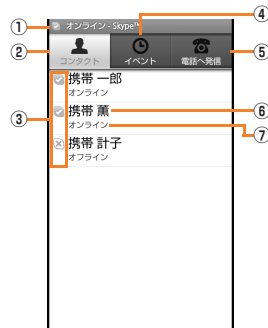 ④
① オンライン - Skype™
② コンタクト イベント 電話へ発信 ⑤
③ 携帯 一郎
オンライン
携帯 薫 ⑥
オンライン ⑦
携帯 計子
オフライン